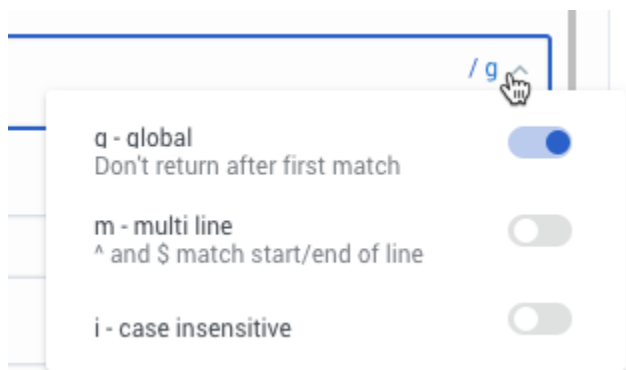 / g
g - global
Don't return after first match
m - multi line
^ and $ match start/end of line
i - case insensitive